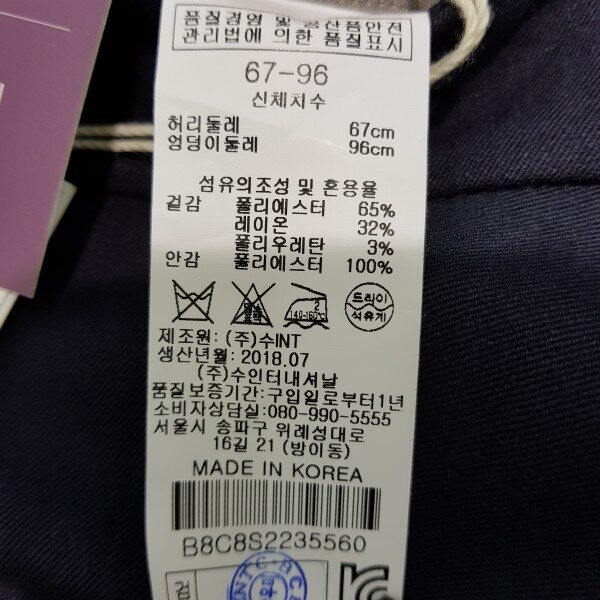 품질경영 및 공산품안전
관리법에 의한 품질표시
67-96
신체치수
허리둘레 67cm
엉덩이둘레 96cm
섬유의조성 및 혼용율
겉감 폴리에스터 65%
레이온 32%
폴리우레탄 3%
안감 폴리에스터 100%
2
140-160℃
드라이
석유계
제조원: (주)수INT
생산년월: 2018.07
(주)수인터내셔날
품질보증기간: 구입일로부터1년
소비자상담실: 080-990-5555
서울시 송파구 위례성대로
16길 21 (방이동)
MADE IN KOREA
B8C8S2235560
검